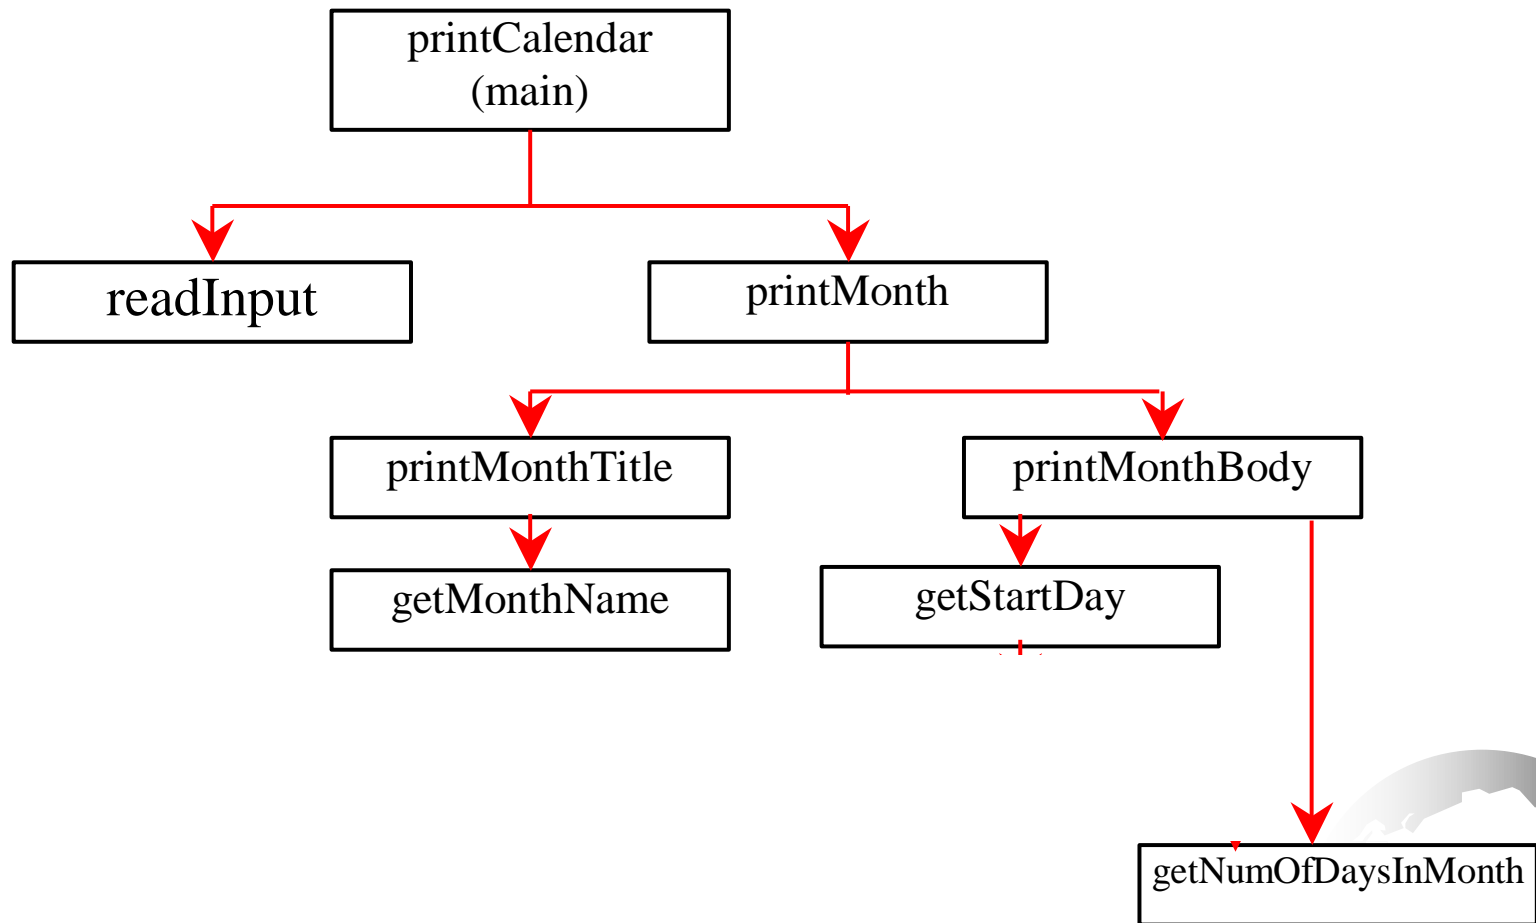 printCalendar
(main)
readInput
printMonth
printMonthTitle
printMonthBody
getMonthName
getStartDay
getNumOfDaysInMonth